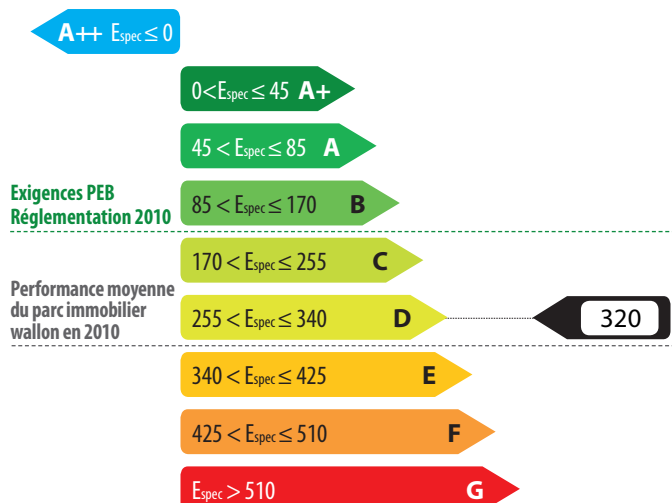 A++ Espec ≤ 0
0<Espec ≤ 45 A+
45 < Espec ≤ 85 A
Exigences PEB
Réglementation 2010
85 < Espec ≤ 170 B
170 < Espec ≤ 255 C
Performance moyenne
du parc immobilier
wallon en 2010
255 < Espec ≤ 340 D
320
340 < Espec ≤ 425 E
425 < Espec ≤ 510 F
Espec > 510 G